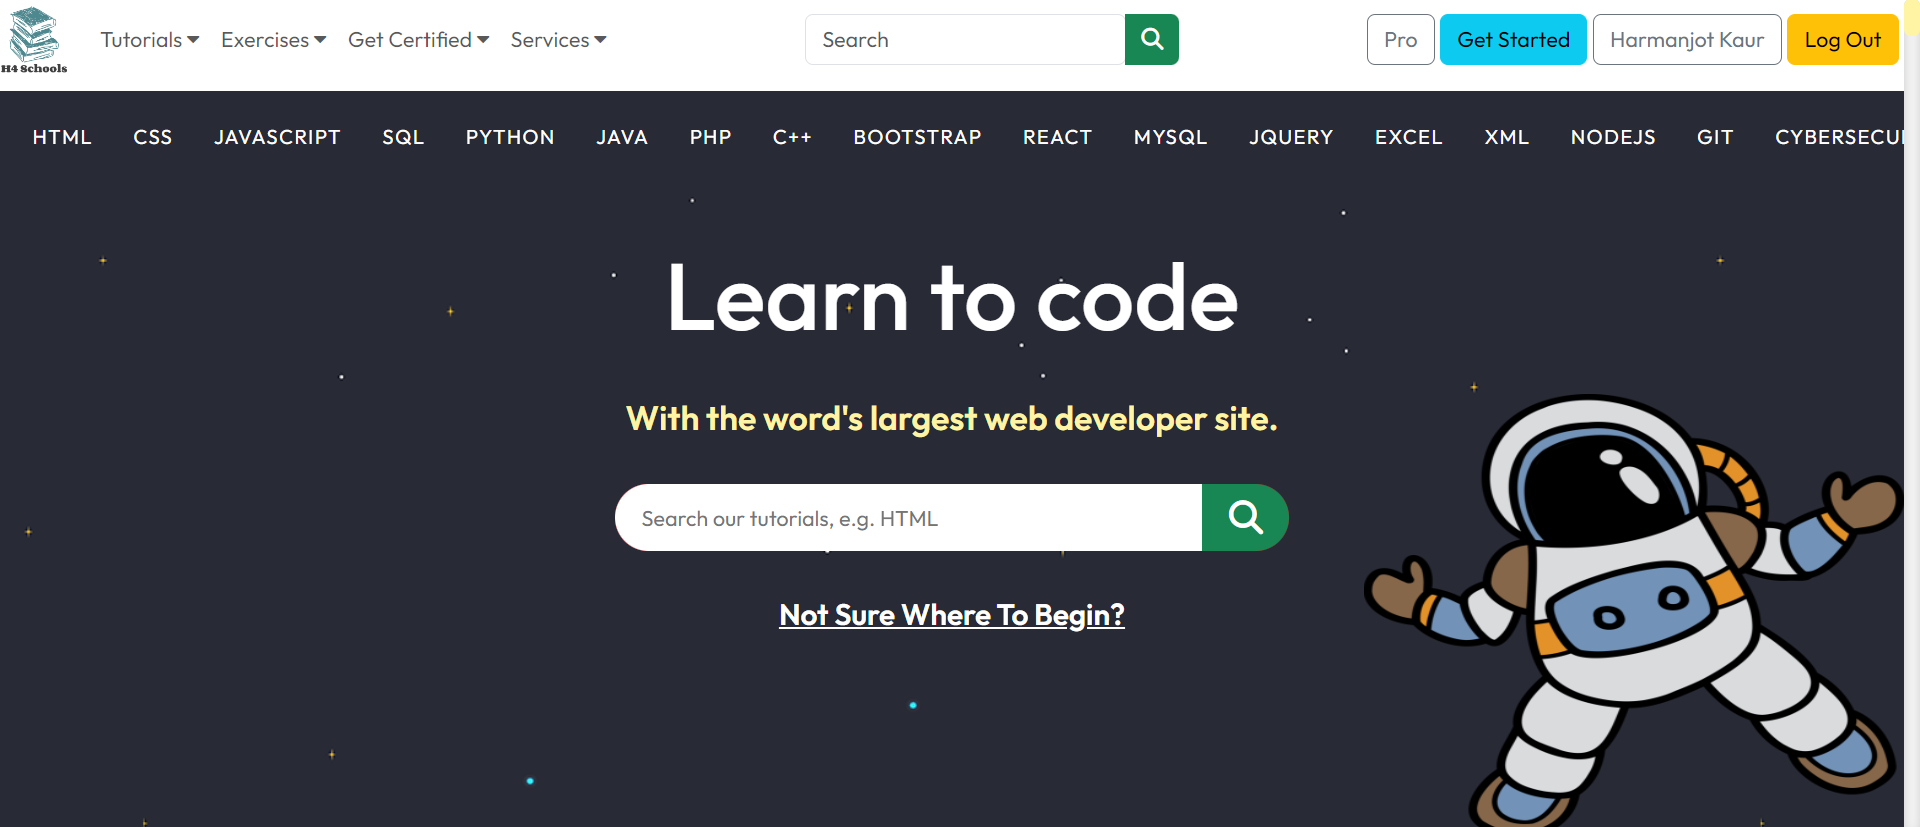 H4 Schools
Tutorials Exercises Get Certified Services Search Pro Get Started Harmanjot Kaur Log Out
HTML CSS JAVASCRIPT SQL PYTHON JAVA PHP C++ BOOTSTRAP REACT MYSQL JQUERY EXCEL XML NODEJS GIT CYBERSECU
Learn to code
With the word's largest web developer site.
Search our tutorials, e.g. HTML
Not Sure Where To Begin?